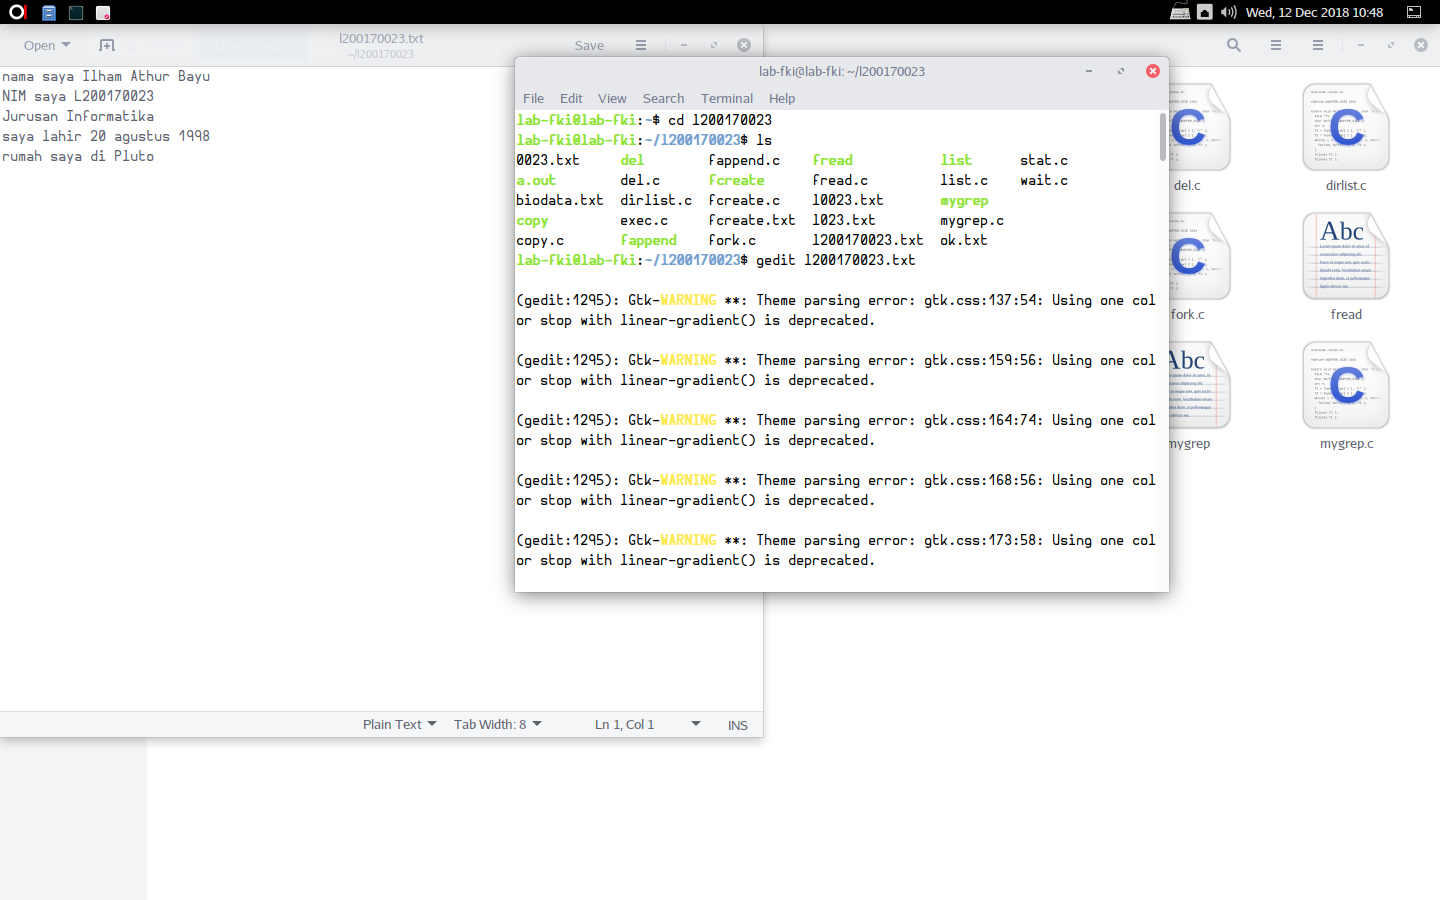 Wed, 12 Dec 2018 10:48
Open
l200170023.txt
~/l200170023
Save
nama saya Ilham Athur Bayu
NIM saya L200170023
Jurusan Informatika
saya lahir 20 agustus 1998
rumah saya di Pluto
Plain Text
Tab Width: 8
Ln 1, Col 1
INS
lab-fki@lab-fki: ~/l200170023
File Edit View Search Terminal Help
lab-fki@lab-fki:~$ cd l200170023
lab-fki@lab-fki:~/l200170023$ ls
0023.txt del fappend.c fread list stat.c
a.out del.c fcreate fread.c list.c wait.c
biodata.txt dirlist.c fcreate.c l0023.txt mygrep
copy exec.c fcreate.txt l023.txt mygrep.c
copy.c fappend fork.c l200170023.txt ok.txt
lab-fki@lab-fki:~/l200170023$ gedit l200170023.txt
(gedit:1295): Gtk-WARNING **: Theme parsing error: gtk.css:137:54: Using one col
or stop with linear-gradient() is deprecated.
(gedit:1295): Gtk-WARNING **: Theme parsing error: gtk.css:159:56: Using one col
or stop with linear-gradient() is deprecated.
(gedit:1295): Gtk-WARNING **: Theme parsing error: gtk.css:164:74: Using one col
or stop with linear-gradient() is deprecated.
(gedit:1295): Gtk-WARNING **: Theme parsing error: gtk.css:168:56: Using one col
or stop with linear-gradient() is deprecated.
(gedit:1295): Gtk-WARNING **: Theme parsing error: gtk.css:173:58: Using one col
or stop with linear-gradient() is deprecated.
C
C
del.c
dirlist.c
C
Abc
fork.c
fread
Abc
C
mygrep
mygrep.c